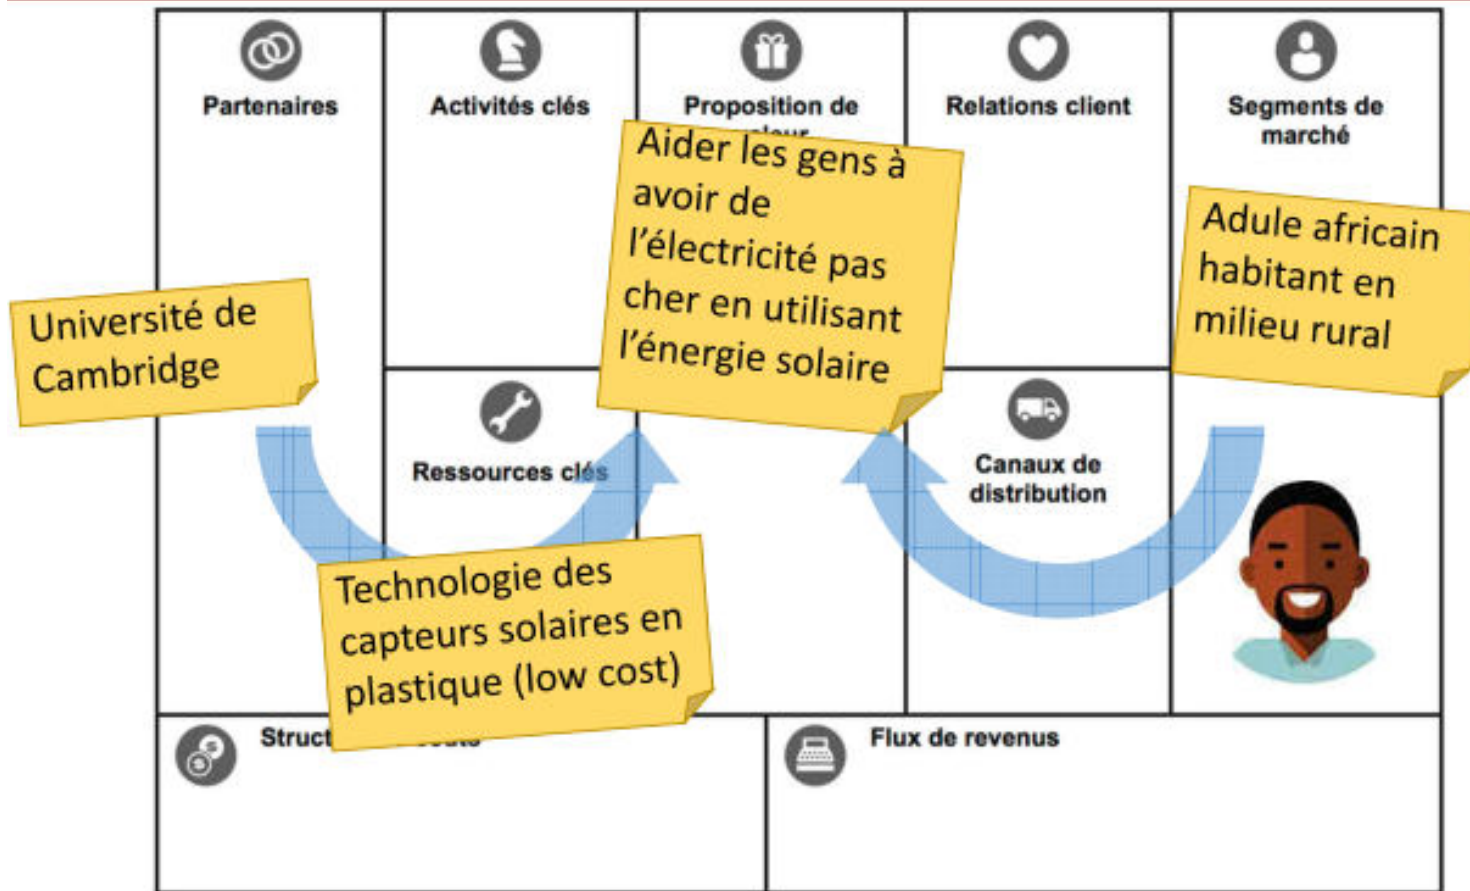 Partenaires
Activités clés
Proposition de
Relations client
Segments de
marché
Aider les gens à
avoir de
l'électricité pas
cher en utilisant
l'énergie solaire
Adule africain
habitant en
milieu rural
Université de
Cambridge
Ressources clés
Canaux de
distribution
Technologie des
capteurs solaires en
plastique (low cost)
Struct
Flux de revenus